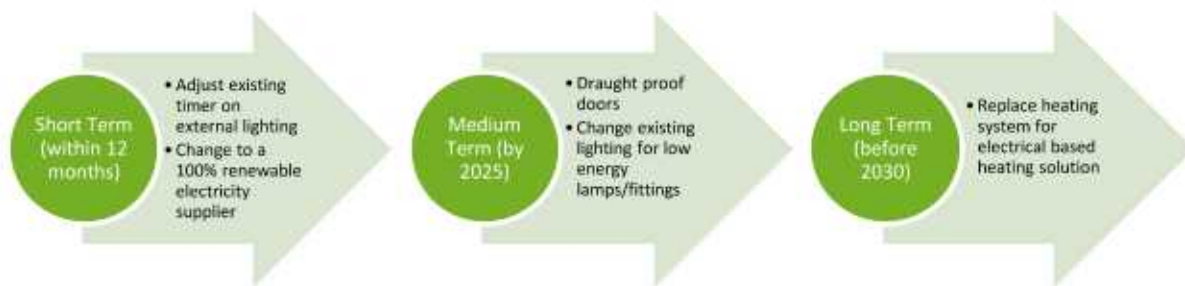 Short Term
(within 12
months)
• Adjust existing
timer on
external lighting
• Change to a
100% renewable
electricity
supplier
Medium
Term (by
2025)
• Draught proof
doors
• Change existing
lighting for low
energy
lamps/fittings
Long Term
(before
2030)
• Replace heating
system for
electrical based
heating solution